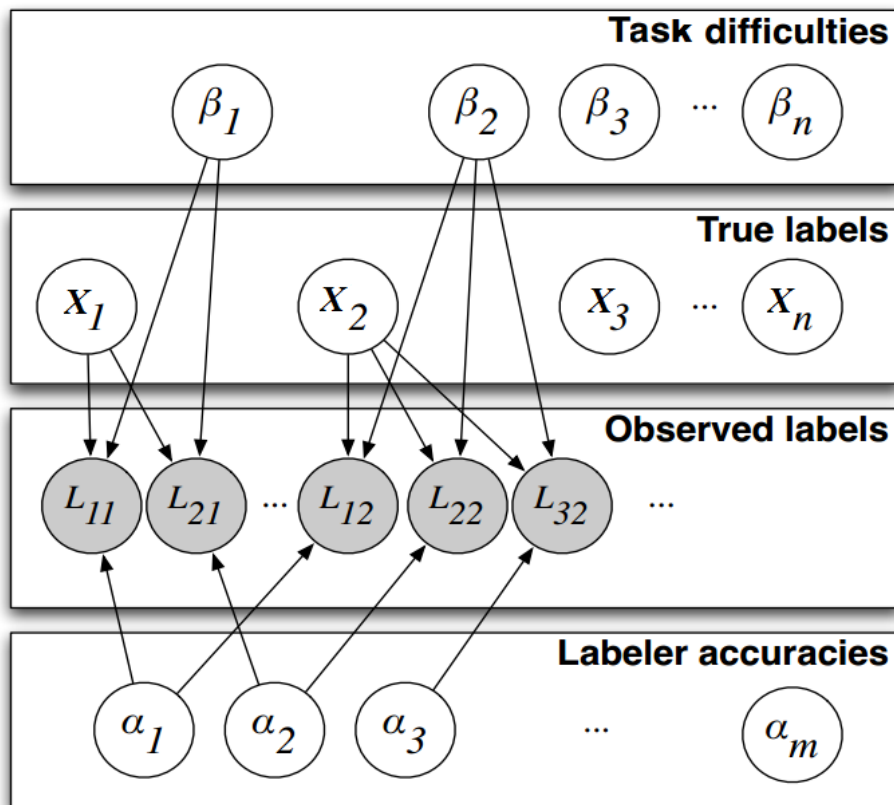 Task difficulties
β1 β2 β3 ... βn
True labels
X1 X2 X3 ... Xn
Observed labels
L11 L21 ... L12 L22 L32 ...
Labeler accuracies
α1 α2 α3 ... αm